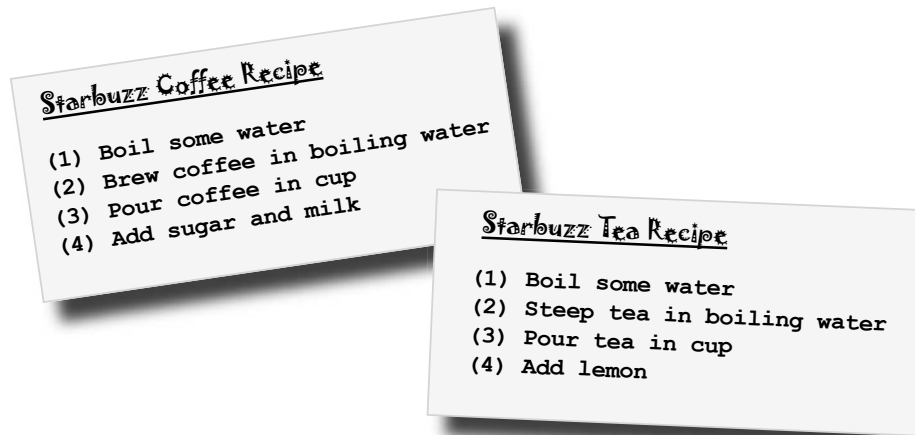 Starbuzz Coffee Recipe
(1) Boil some water
(2) Brew coffee in boiling water
(3) Pour coffee in cup
(4) Add sugar and milk
Starbuzz Tea Recipe
(1) Boil some water
(2) Steep tea in boiling water
(3) Pour tea in cup
(4) Add lemon